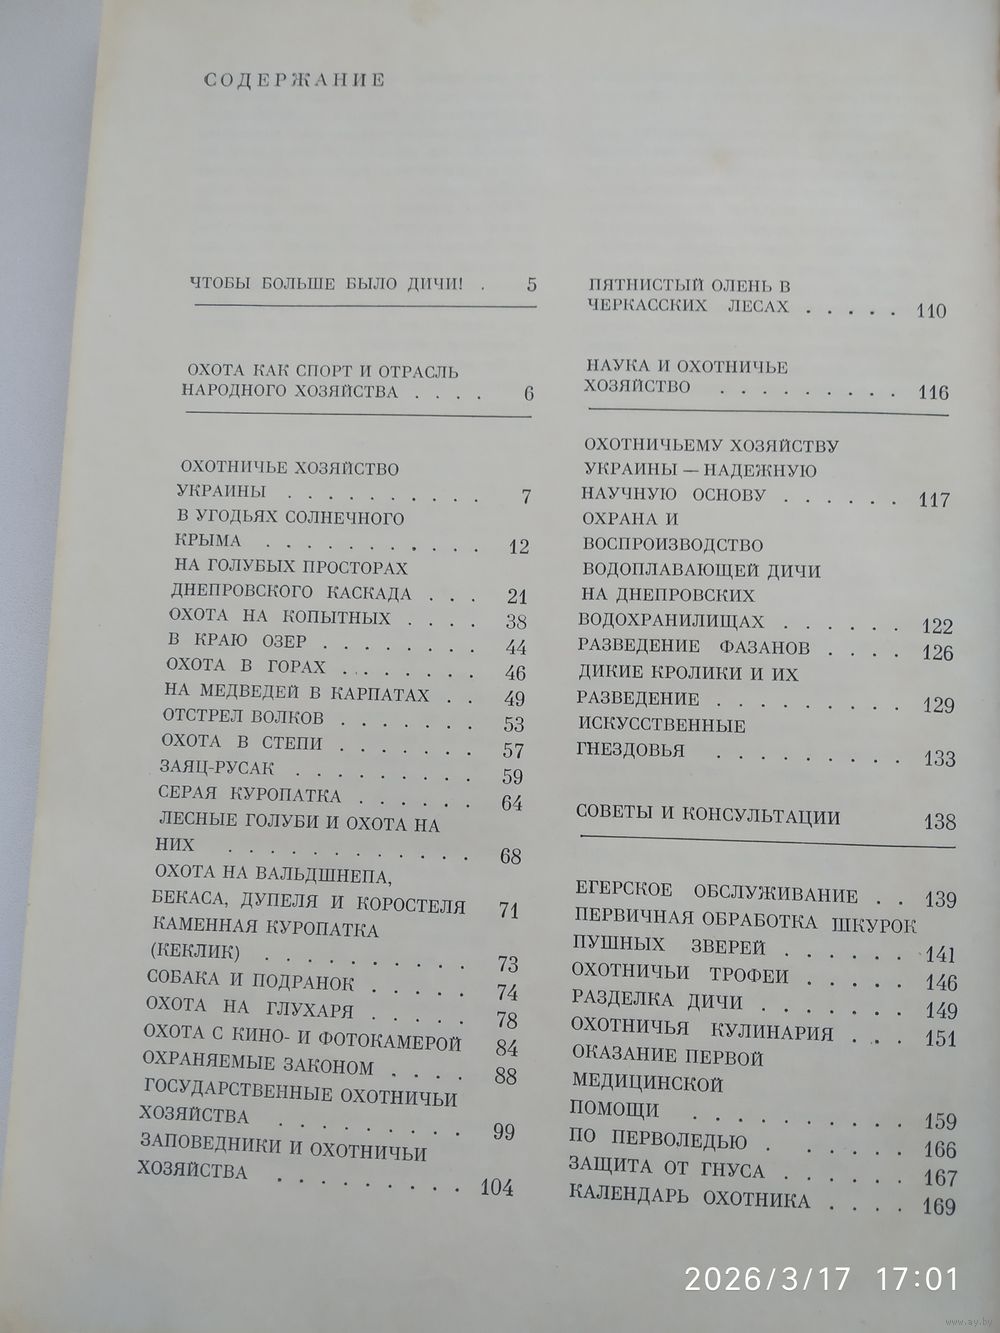 СОДЕРЖАНИЕ
ЧТОБЫ БОЛЬШЕ БЫЛО ДИЧИ! . 5
ОХОТА КАК СПОРТ И ОТРАСЛЬ
НАРОДНОГО ХОЗЯЙСТВА . . . . 6
ОХОТНИЧЬЕ ХОЗЯЙСТВО
УКРАИНЫ . . . . . . . . . . 7
В УГОДЬЯХ СОЛНЕЧНОГО
КРЫМА . . . . . . . . . . . 12
НА ГОЛУБЫХ ПРОСТОРАХ
ДНЕПРОВСКОГО КАСКАДА . . . 21
ОХОТА НА КОПЫТНЫХ . . . . 38
В КРАЮ ОЗЕР . . . . . . . . 44
ОХОТА В ГОРАХ . . . . . . . 46
НА МЕДВЕДЕЙ В КАРПАТАХ . . 49
ОТСТРЕЛ ВОЛКОВ . . . . . . . 53
ОХОТА В СТЕПИ . . . . . . . 57
ЗАЯЦ-РУСАК . . . . . . . . . 59
СЕРАЯ КУРОПАТКА . . . . . . 64
ЛЕСНЫЕ ГОЛУБИ И ОХОТА НА
НИХ . . . . . . . . . . . . 68
ОХОТА НА ВАЛЬДШНЕПА,
БЕКАСА, ДУПЕЛЯ И КОРОСТЕЛЯ 71
КАМЕННАЯ КУРОПАТКА
(КЕКЛИК) . . . . . . . . . . 73
СОБАКА И ПОДРАНОК . . . . . 74
ОХОТА НА ГЛУХАРЯ . . . . . 78
ОХОТА С КИНО- И ФОТОКАМЕРОЙ 84
ОХРАНЯЕМЫЕ ЗАКОНОМ . . . . 88
ГОСУДАРСТВЕННЫЕ ОХОТНИЧЬИ
ХОЗЯЙСТВА . . . . . . . . . 99
ЗАПОВЕДНИКИ И ОХОТНИЧЬИ
ХОЗЯЙСТВА . . . . . . . . . 104
ПЯТНИСТЫЙ ОЛЕНЬ В
ЧЕРКАССКИХ ЛЕСАХ . . . . . 110
НАУКА И ОХОТНИЧЬЕ
ХОЗЯЙСТВО . . . . . . . . . 116
ОХОТНИЧЬЕМУ ХОЗЯЙСТВУ
УКРАИНЫ — НАДЕЖНУЮ
НАУЧНУЮ ОСНОВУ . . . . . . 117
ОХРАНА И
ВОСПРОИЗВОДСТВО
ВОДОПЛАВАЮЩЕЙ ДИЧИ
НА ДНЕПРОВСКИХ
ВОДОХРАНИЛИЩАХ . . . . . . 122
РАЗВЕДЕНИЕ ФАЗАНОВ . . . . 126
ДИКИЕ КРОЛИКИ И ИХ
РАЗВЕДЕНИЕ . . . . . . . . . 129
ИСКУССТВЕННЫЕ
ГНЕЗДОВЬЯ . . . . . . . . . 133
СОВЕТЫ И КОНСУЛЬТАЦИИ 138
ЕГЕРСКОЕ ОБСЛУЖИВАНИЕ . . 139
ПЕРВИЧНАЯ ОБРАБОТКА ШКУРОК
ПУШНЫХ ЗВЕРЕЙ . . . . . . 141
ОХОТНИЧЬИ ТРОФЕИ . . . . . 146
РАЗДЕЛКА ДИЧИ . . . . . . . 149
ОХОТНИЧЬЯ КУЛИНАРИЯ . . . 151
ОКАЗАНИЕ ПЕРВОЙ
МЕДИЦИНСКОЙ
ПОМОЩИ . . . . . . . . . . 159
ПО ПЕРВОЛЕДЬЮ . . . . . . 166
ЗАЩИТА ОТ ГНУСА . . . . . . 167
КАЛЕНДАРЬ ОХОТНИКА . . . . 169
2026/3/17 17:01
www.ay.by